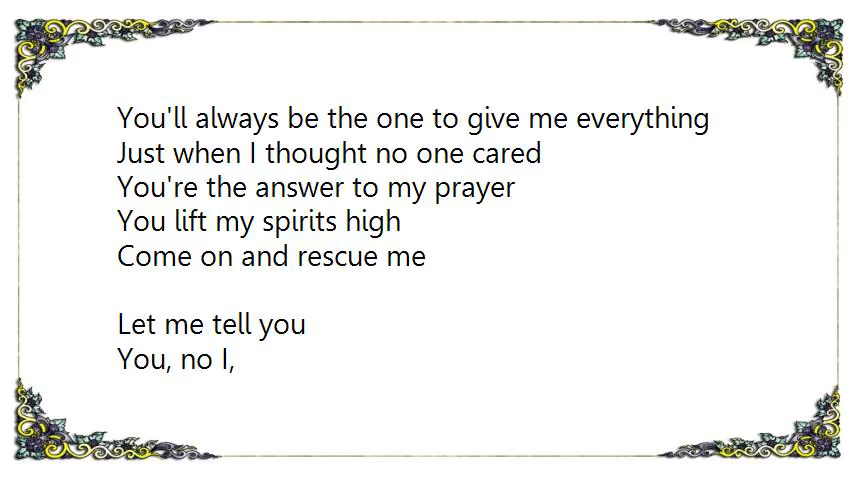 You'll always be the one to give me everything
Just when I thought no one cared
You're the answer to my prayer
You lift my spirits high
Come on and rescue me
Let me tell you
You, no I,